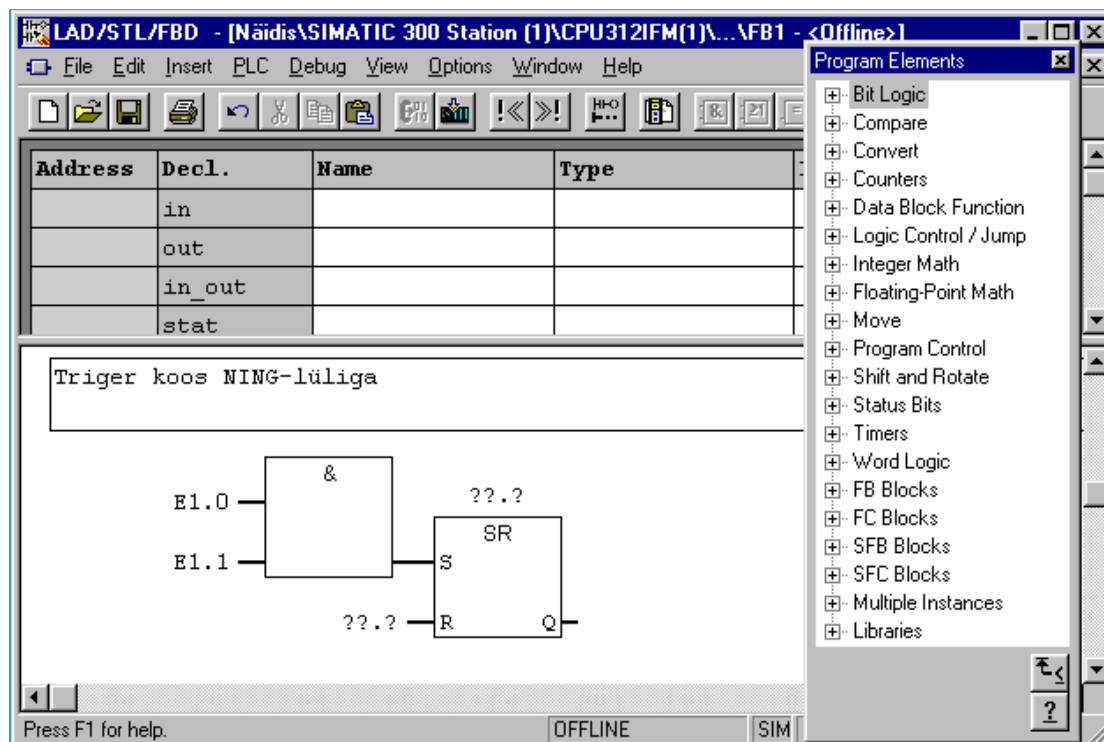 LAD/STL/FBD - [Näidis\SIMATIC 300 Station (1)\CPU312IFM(1)\...\FB1 - <Offline>]
File Edit Insert PLC Debug View Options Window Help
Address Decl. Name Type
in
out
in_out
stat
Triger koos NING-lüliga
&
E1.0
E1.1
??.?
SR
S
??.? R Q
Press F1 for help. OFFLINE SIM
Program Elements
Bit Logic
Compare
Convert
Counters
Data Block Function
Logic Control / Jump
Integer Math
Floating-Point Math
Move
Program Control
Shift and Rotate
Status Bits
Timers
Word Logic
FB Blocks
FC Blocks
SFB Blocks
SFC Blocks
Multiple Instances
Libraries